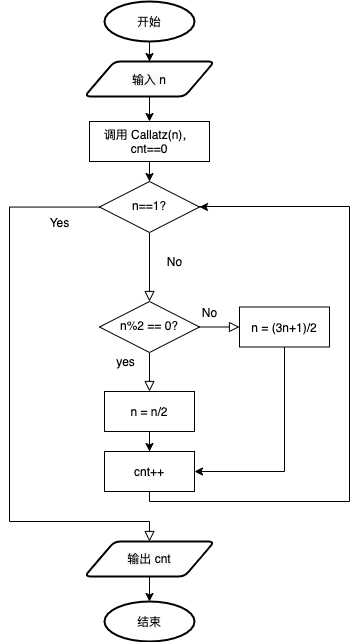 开始
输入 n
调用 Callatz(n),
cnt==0
n==1?
Yes
No
n%2 == 0?
No
n = (3n+1)/2
yes
n = n/2
cnt++
输出 cnt
结束